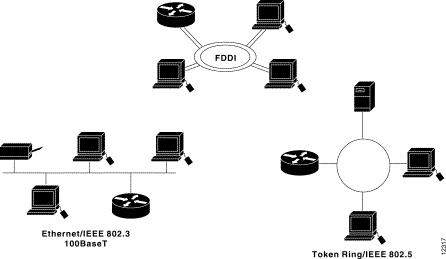 FDDI
Ethernet/IEEE 802.3
100BaseT
Token Ring/IEEE 802.5
12317